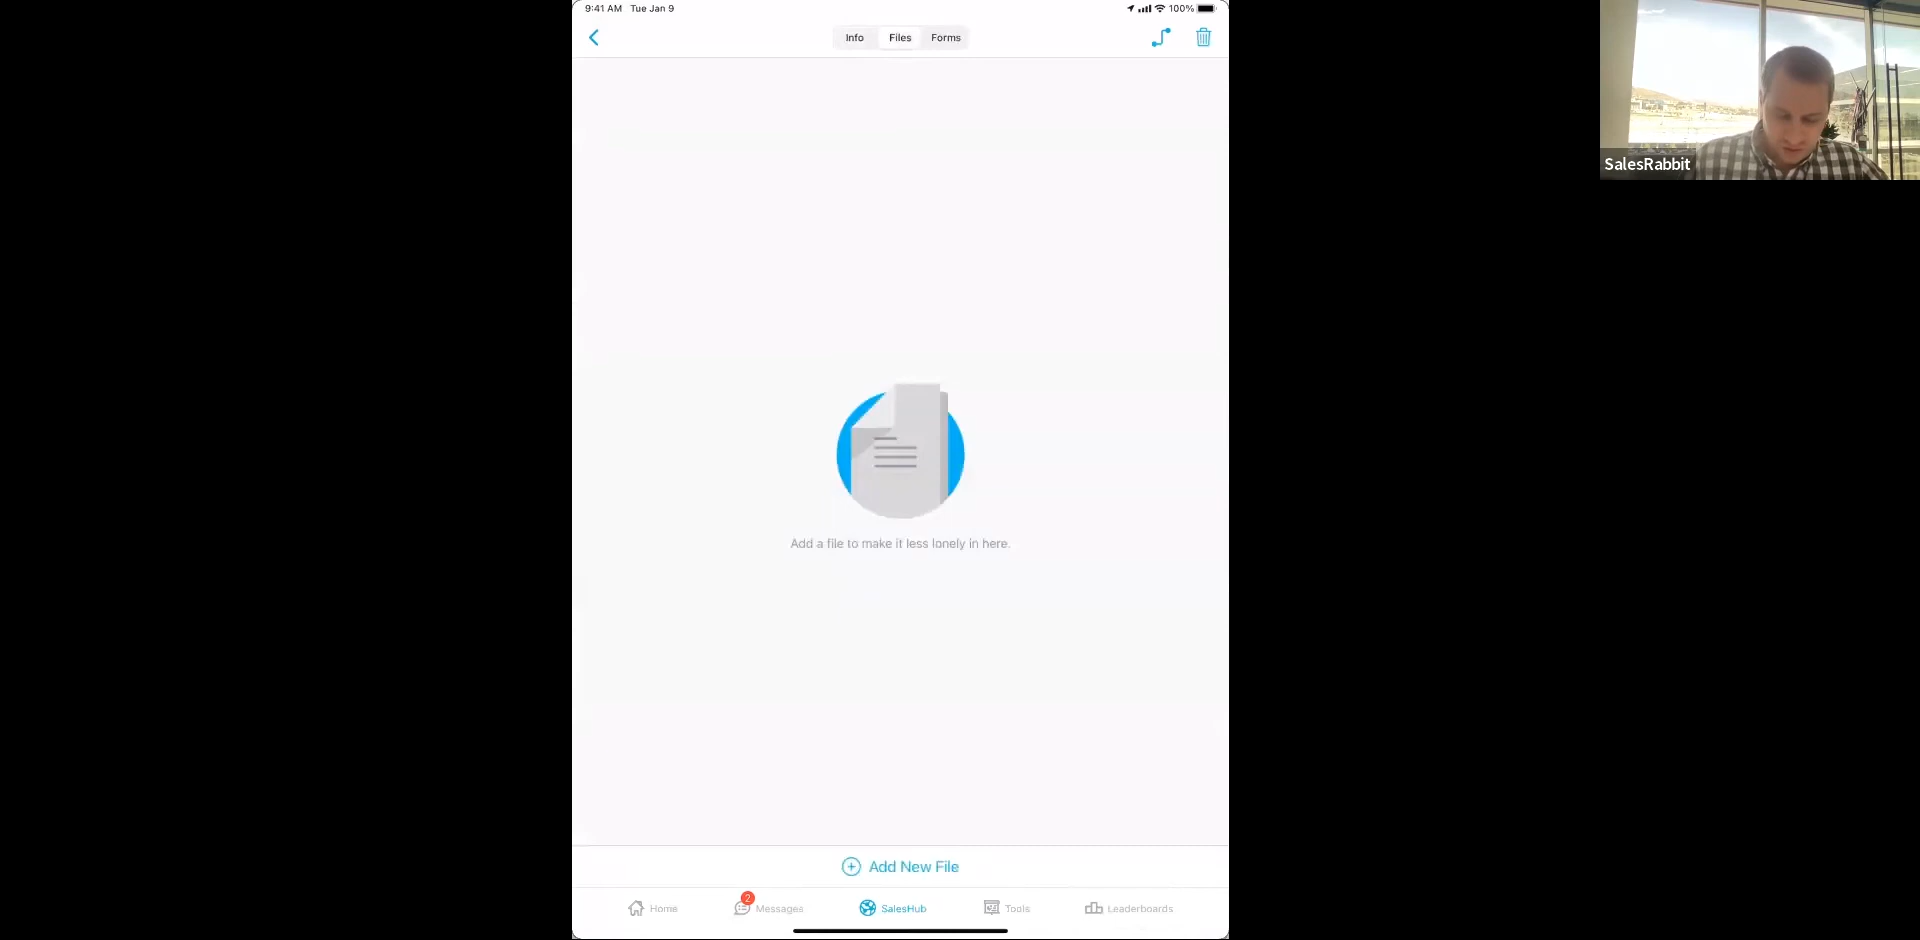 9:41 AM Tue Jan 9
100%
Info Files Forms
SalesRabbit
Add a file to make it less lonely in here.
Add New File
2
Home Messages SalesHub Tools Leaderboards